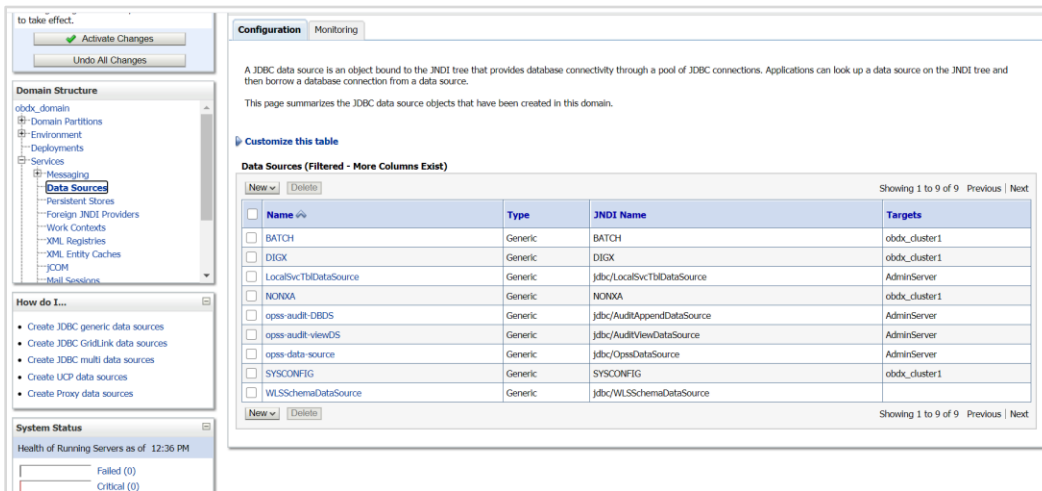 to take effect.
Activate Changes
Undo All Changes
Domain Structure
obdx_domain
Domain Partitions
Environment
Deployments
Services
Messaging
Data Sources
Persistent Stores
Foreign JNDI Providers
Work Contexts
XML Registries
XML Entity Caches
jCOM
Mail Sessions
How do I...
Create JDBC generic data sources
Create JDBC GridLink data sources
Create JDBC multi data sources
Create UCP data sources
Create Proxy data sources
System Status
Health of Running Servers as of 12:36 PM
Failed (0)
Critical (0)
Configuration Monitoring
A JDBC data source is an object bound to the JNDI tree that provides database connectivity through a pool of JDBC connections. Applications can look up a data source on the JNDI tree and
then borrow a database connection from a data source.
This page summarizes the JDBC data source objects that have been created in this domain.
Customize this table
Data Sources (Filtered - More Columns Exist)
New Delete Showing 1 to 9 of 9 Previous | Next
Name Type JNDI Name Targets
BATCH Generic BATCH obdx_cluster1
DIGX Generic DIGX obdx_cluster1
LocalSvcTblDataSource Generic jdbc/LocalSvcTblDataSource AdminServer
NONXA Generic NONXA obdx_cluster1
opss-audit-DBDS Generic jdbc/AuditAppendDataSource AdminServer
opss-audit-viewDS Generic jdbc/AuditViewDataSource AdminServer
opss-data-source Generic jdbc/OpssDataSource AdminServer
SYSCONFIG Generic SYSCONFIG obdx_cluster1
WLSSchemaDataSource Generic jdbc/WLSSchemaDataSource
New Delete Showing 1 to 9 of 9 Previous | Next